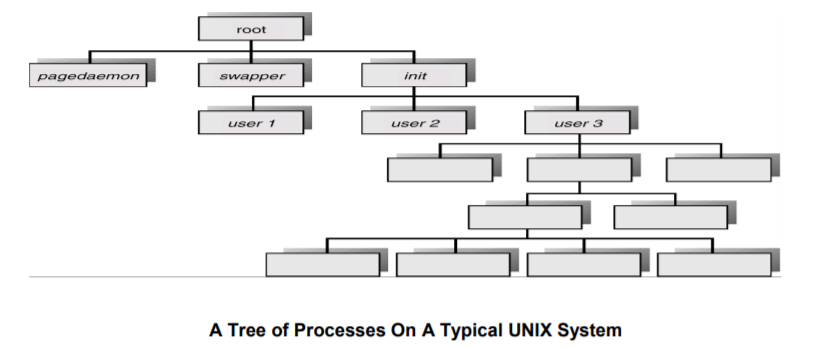 root
pagedaemon swapper init
user 1 user 2 user 3
A Tree of Processes On A Typical UNIX System